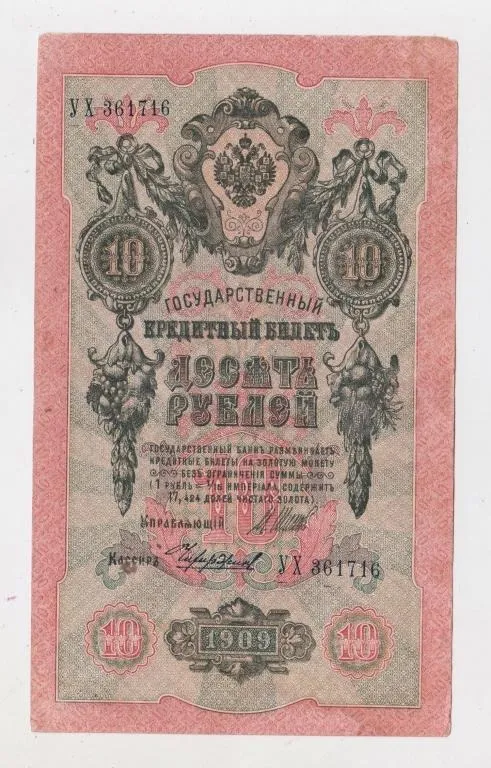 УХ 361716
10 10
ГОСУДАРСТВЕННЫЙ
КРЕДИТНЫЙ БИЛЕТЪ
ДЕСЯТЬ
РУБЛЕЙ
ГОСУДАРСТВЕННЫЙ БАНКЪ РАЗМѢНИВАЕТЪ
КРЕДИТНЫЕ БИЛЕТЫ НА ЗОЛОТУЮ МОНЕТУ
БЕЗЪ ОГРАНИЧЕНІЯ СУММЫ
(1 РУБЛЬ = 1/15 ИМПЕРІАЛА, СОДЕРЖИТЪ
17,424 ДОЛЕЙ ЧИСТАГО ЗОЛОТА).
10
УПРАВЛЯЮЩІЙ
КАССИРЪ
УХ 361716
10 1909 10